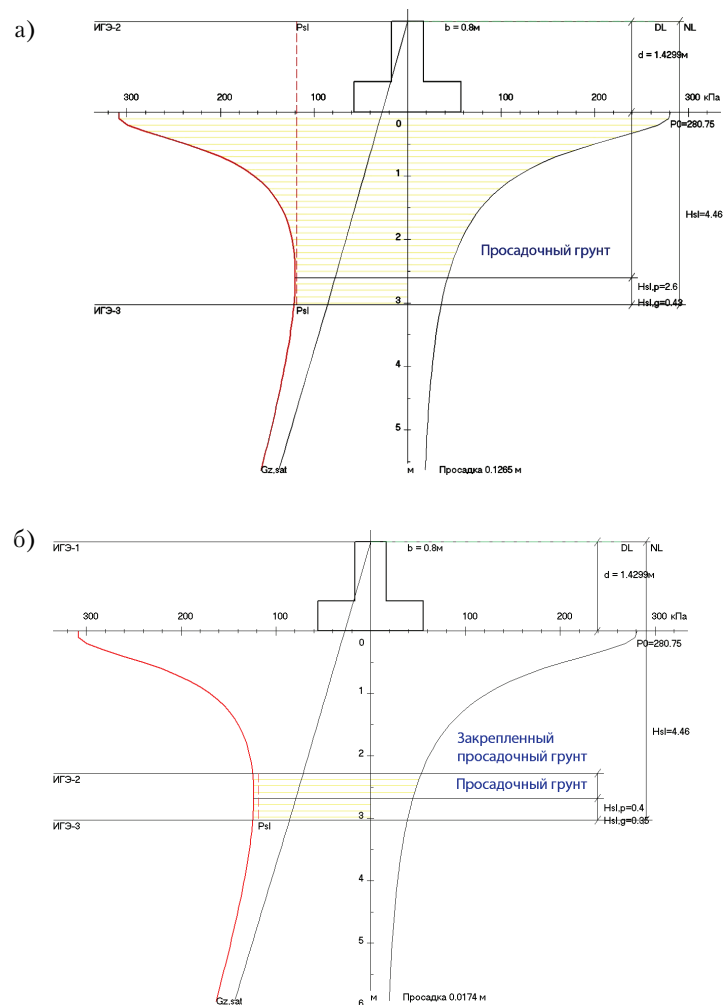 а)
ИГЭ-2 Psl b = 0.8м DL NL
d = 1.4299м
300 200 100 100 200 300 кПа
0 P0=280.75
1
Hsl=4.46
2
Просадочный грунт
Hsl,p=2.6
3 Hsl,g=0.43
ИГЭ-3 Psl
4
5
Gz,sat м Просадка 0.1265 м
б)
ИГЭ-1 b = 0.8м DL NL
d = 1.4299м
300 200 100 100 200 300 кПа
0 P0=280.75
1
Закрепленный
просадочный грунт
Hsl=4.46
2
ИГЭ-2 Просадочный грунт
Hsl,p=0.4
3 Hsl,g=0.35
ИГЭ-3 Psl
4
5
Gz,sat м Просадка 0.0174 м
6